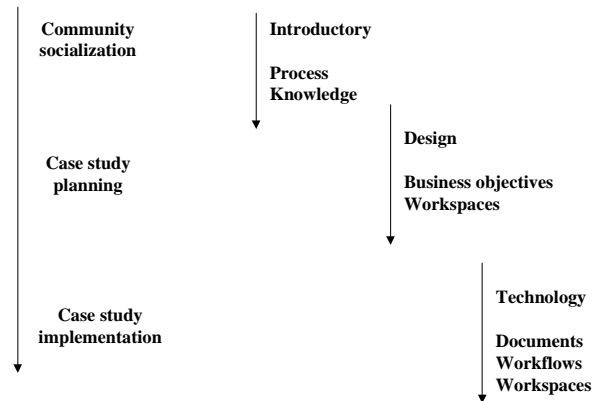 Community
socialization
Introductory
Process
Knowledge
Case study
planning
Design
Business objectives
Workspaces
Case study
implementation
Technology
Documents
Workflows
Workspaces